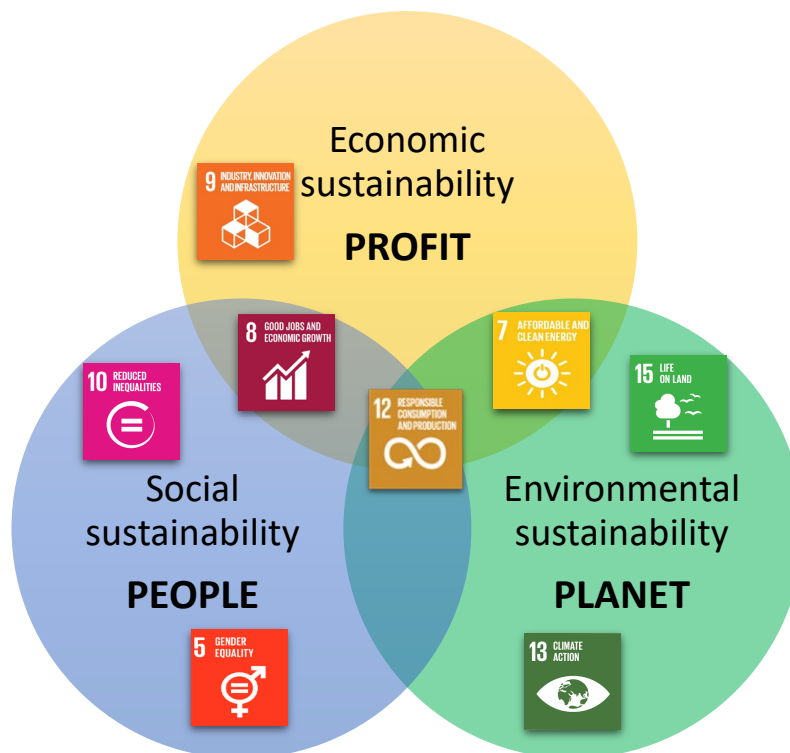 Economic
sustainability
PROFIT
9 INDUSTRY, INNOVATION
AND INFRASTRUCTURE
8 GOOD JOBS AND
ECONOMIC GROWTH
7 AFFORDABLE AND
CLEAN ENERGY
10 REDUCED
INEQUALITIES
15 LIFE
ON LAND
12 RESPONSIBLE
CONSUMPTION
AND PRODUCTION
Social
sustainability
PEOPLE
Environmental
sustainability
PLANET
5 GENDER
EQUALITY
13 CLIMATE
ACTION